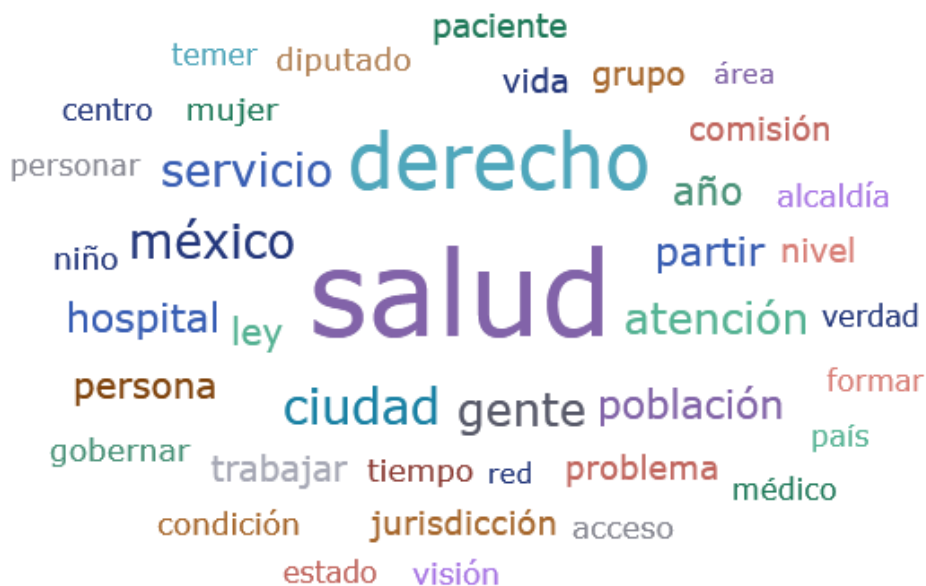 paciente
temer diputado
vida grupo área
centro mujer
comisión
personar servicio derecho
año alcaldía
niño méxico
partir nivel
hospital ley salud atención verdad
persona
formar
ciudad gente población
gobernar
país
trabajar tiempo red problema
médico
condición jurisdicción acceso
estado visión